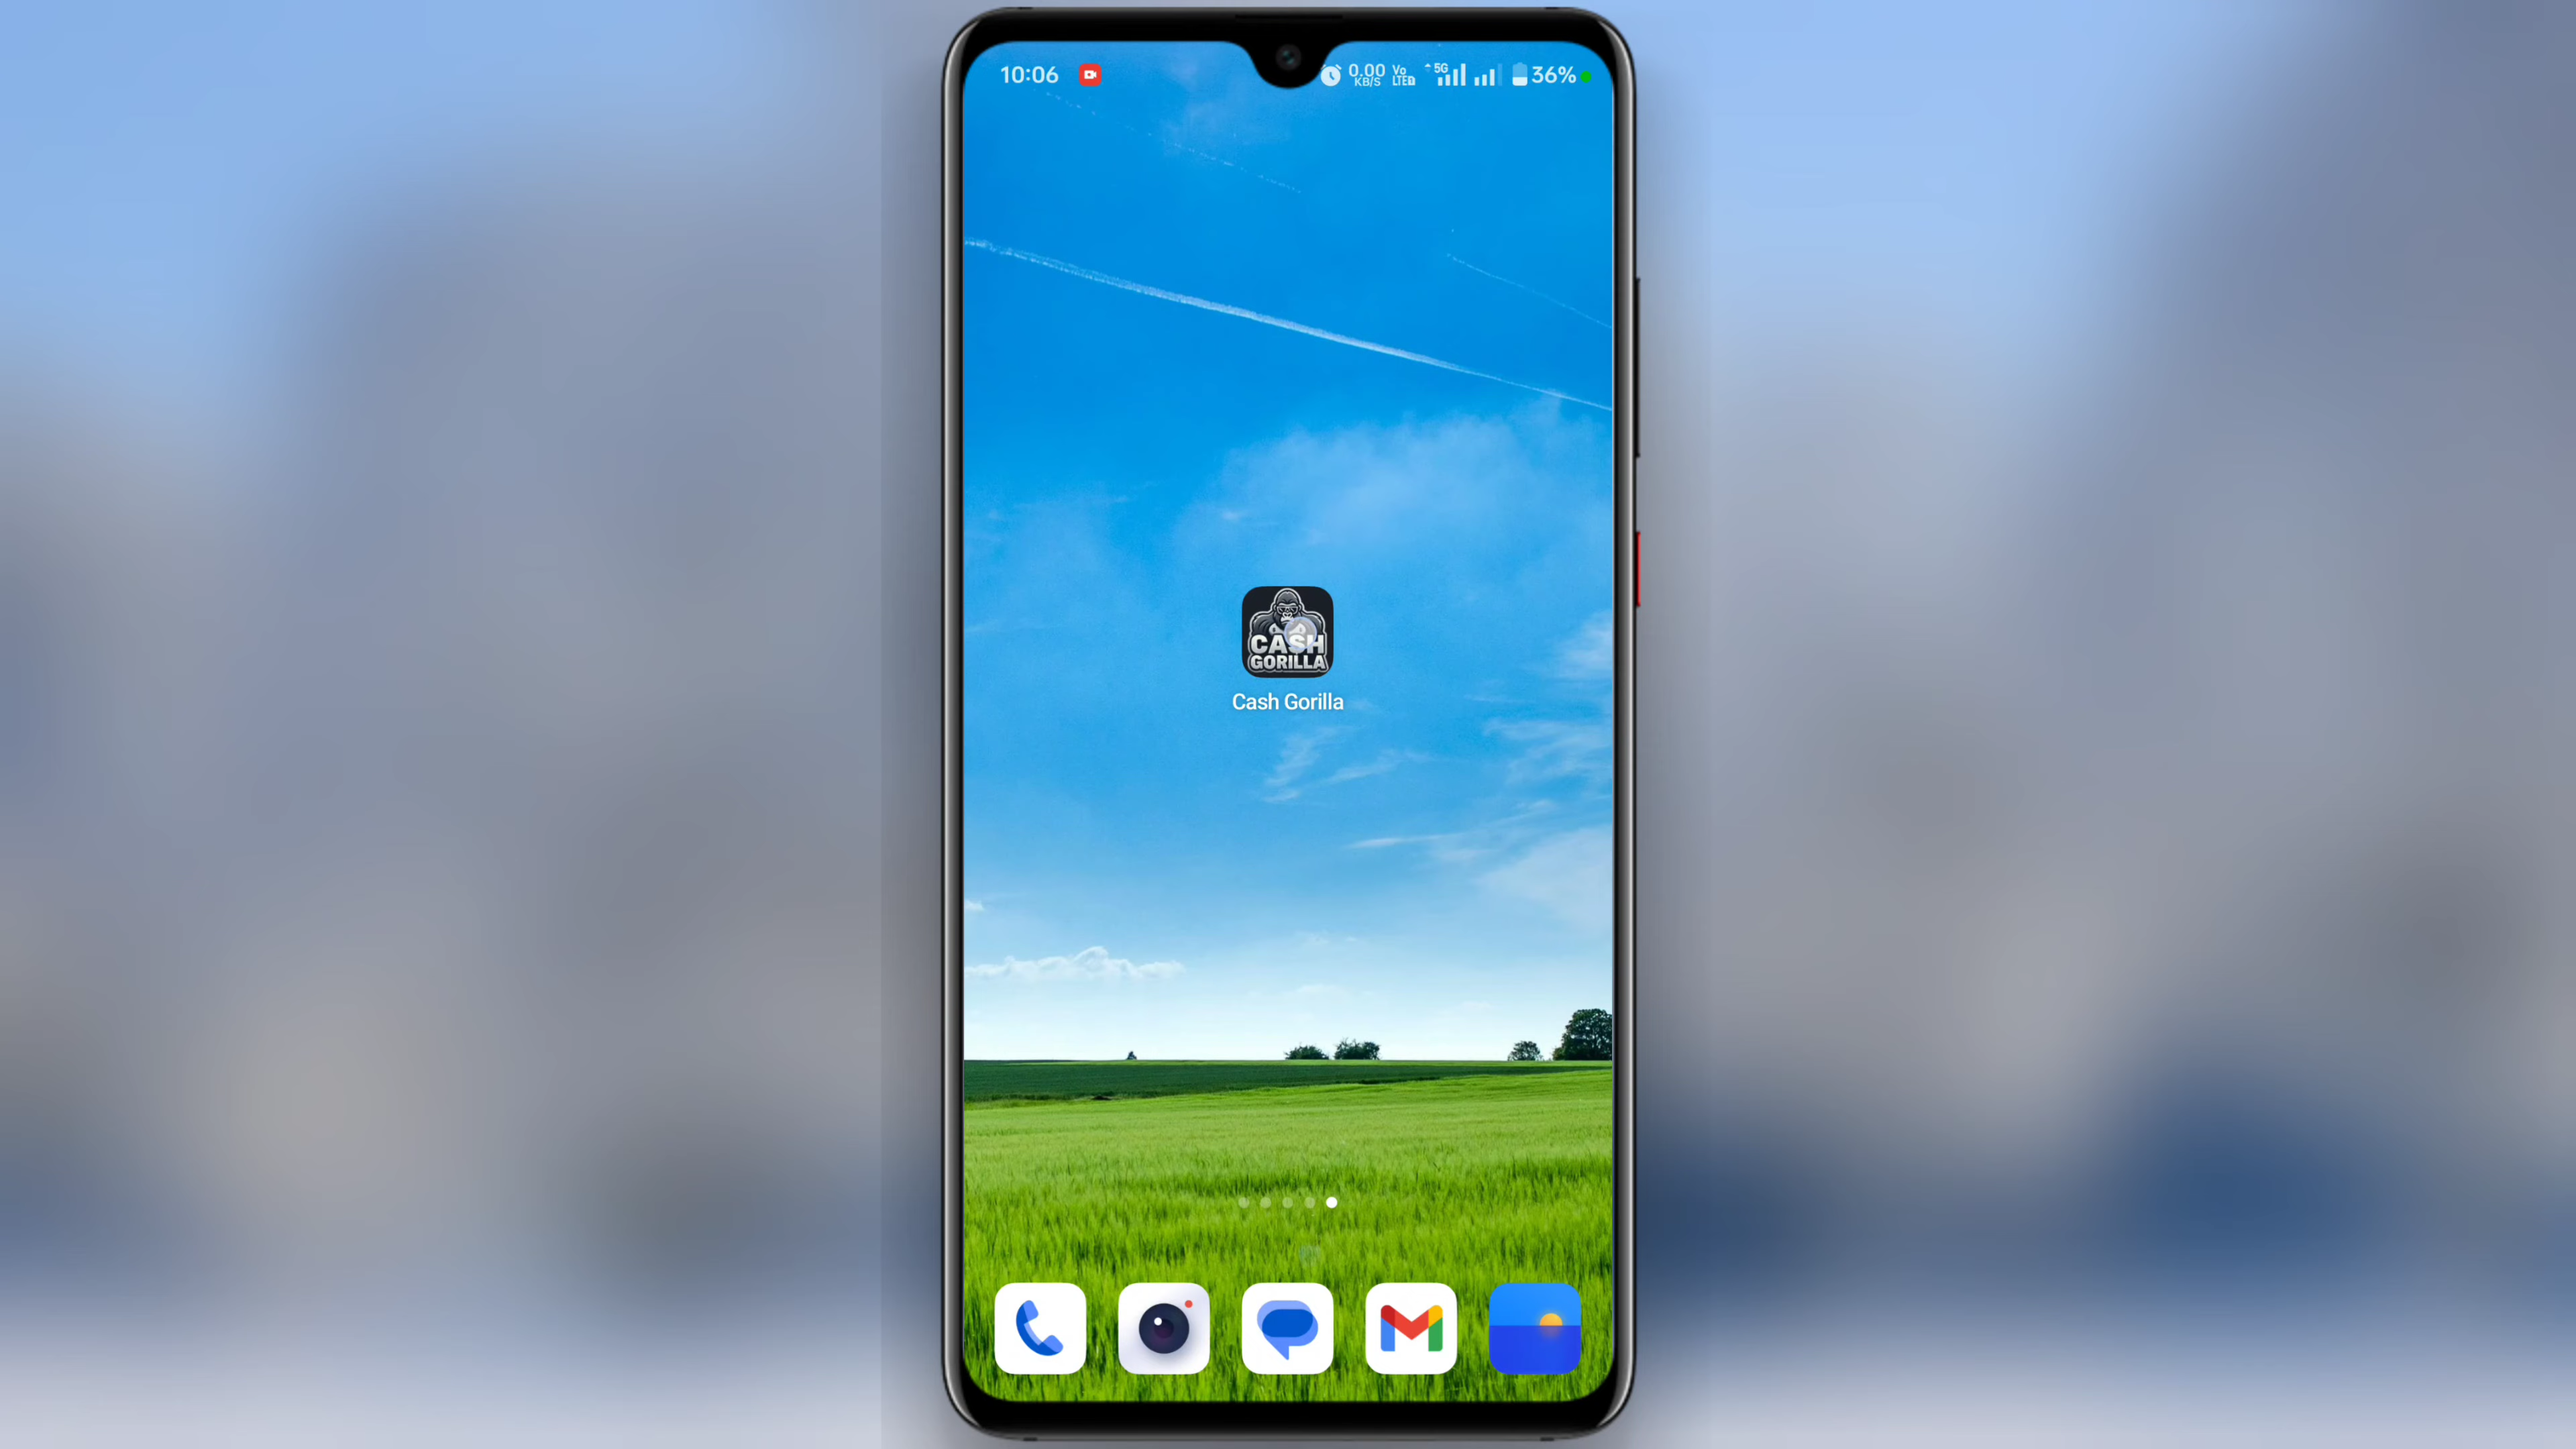 10:06
0.00 KB/S
Vo LTE
5G
36%
CASH
GORILLA
Cash Gorilla